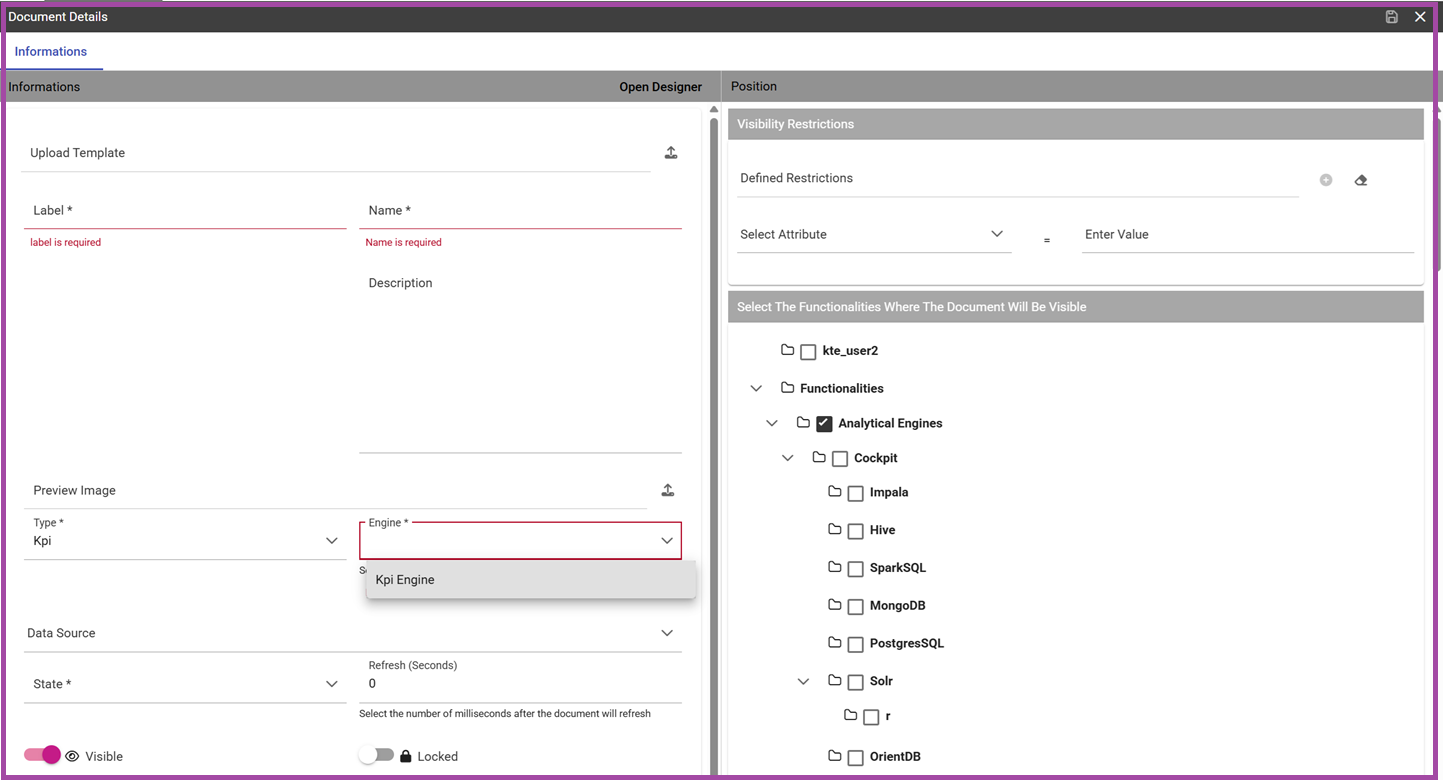 Document Details
Informations
Informations
Open Designer
Upload Template
Label *
Name *
label is required
Name is required
Description
Preview Image
Type *
Kpi
Engine *
Kpi Engine
Data Source
State *
Refresh (Seconds)
0
Select the number of milliseconds after the document will refresh
Visible
Locked
Position
Visibility Restrictions
Defined Restrictions
Select Attribute
=
Enter Value
Select The Functionalities Where The Document Will Be Visible
kte_user2
Functionalities
Analytical Engines
Cockpit
Impala
Hive
SparkSQL
MongoDB
PostgresSQL
Solr
r
OrientDB